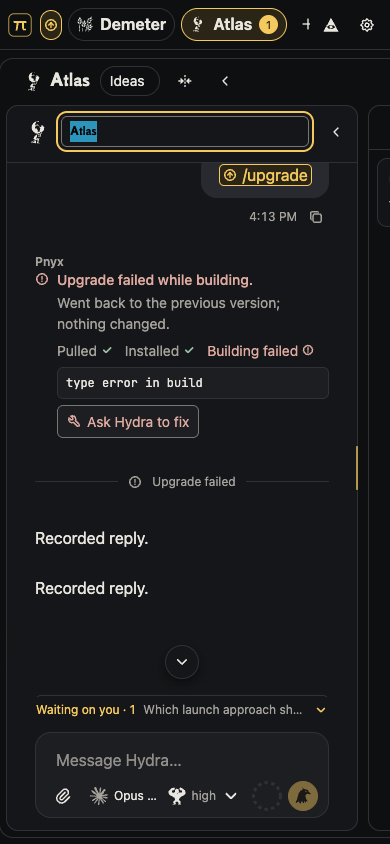 π Demeter Atlas 1
Atlas Ideas
Atlas
/upgrade
4:13 PM
Pnyx
Upgrade failed while building.
Went back to the previous version;
nothing changed.
Pulled ✓ Installed ✓ Building failed
type error in build
Ask Hydra to fix
Upgrade failed
Recorded reply.
Recorded reply.
Waiting on you · 1 Which launch approach sh...
Message Hydra...
Opus ... high